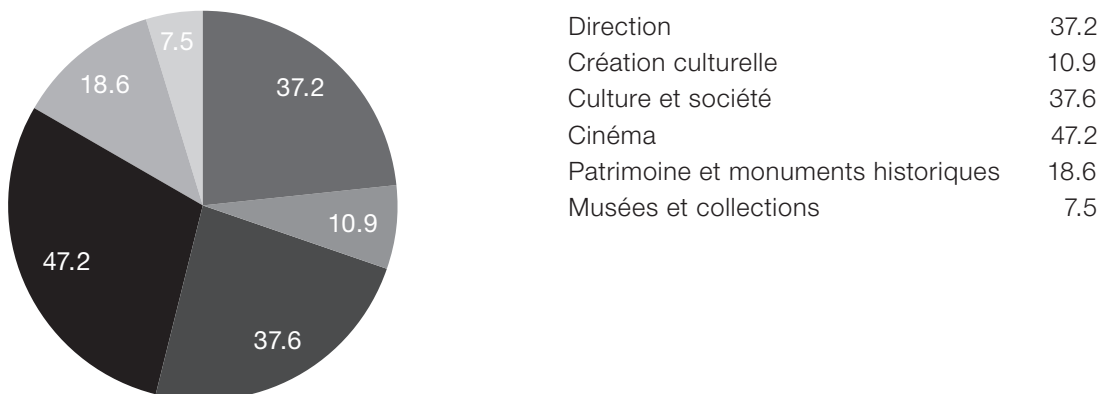 7.5
37.2
18.6
10.9
47.2
37.6
Direction 37.2
Création culturelle 10.9
Culture et société 37.6
Cinéma 47.2
Patrimoine et monuments historiques 18.6
Musées et collections 7.5